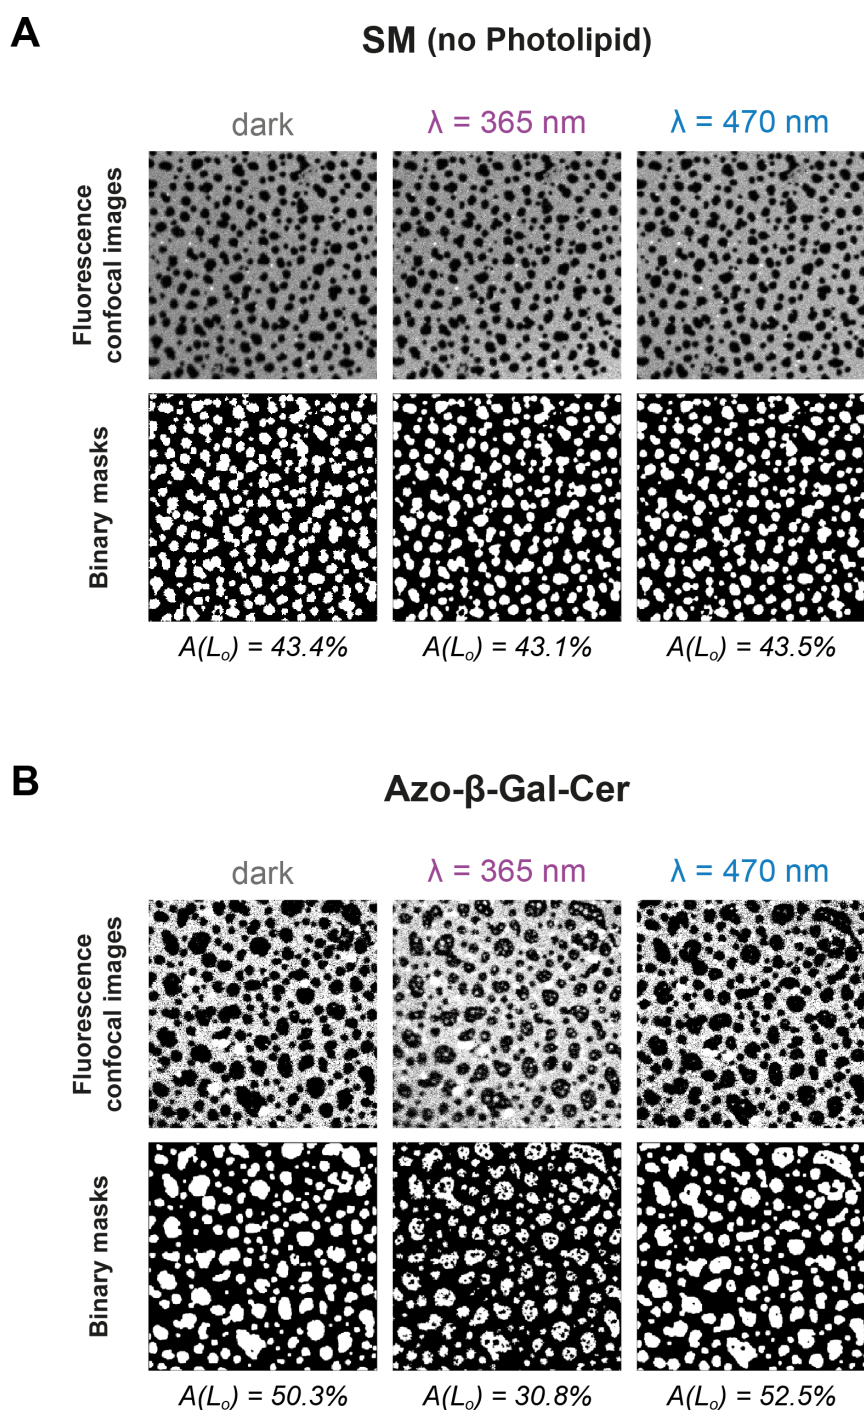 A
SM (no Photolipid)
dark
λ = 365 nm
λ = 470 nm
Fluorescence
confocal images
Binary masks
A(Lₒ) = 43.4%
A(Lₒ) = 43.1%
A(Lₒ) = 43.5%
B
Azo-β-Gal-Cer
dark
λ = 365 nm
λ = 470 nm
Fluorescence
confocal images
Binary masks
A(Lₒ) = 50.3%
A(Lₒ) = 30.8%
A(Lₒ) = 52.5%